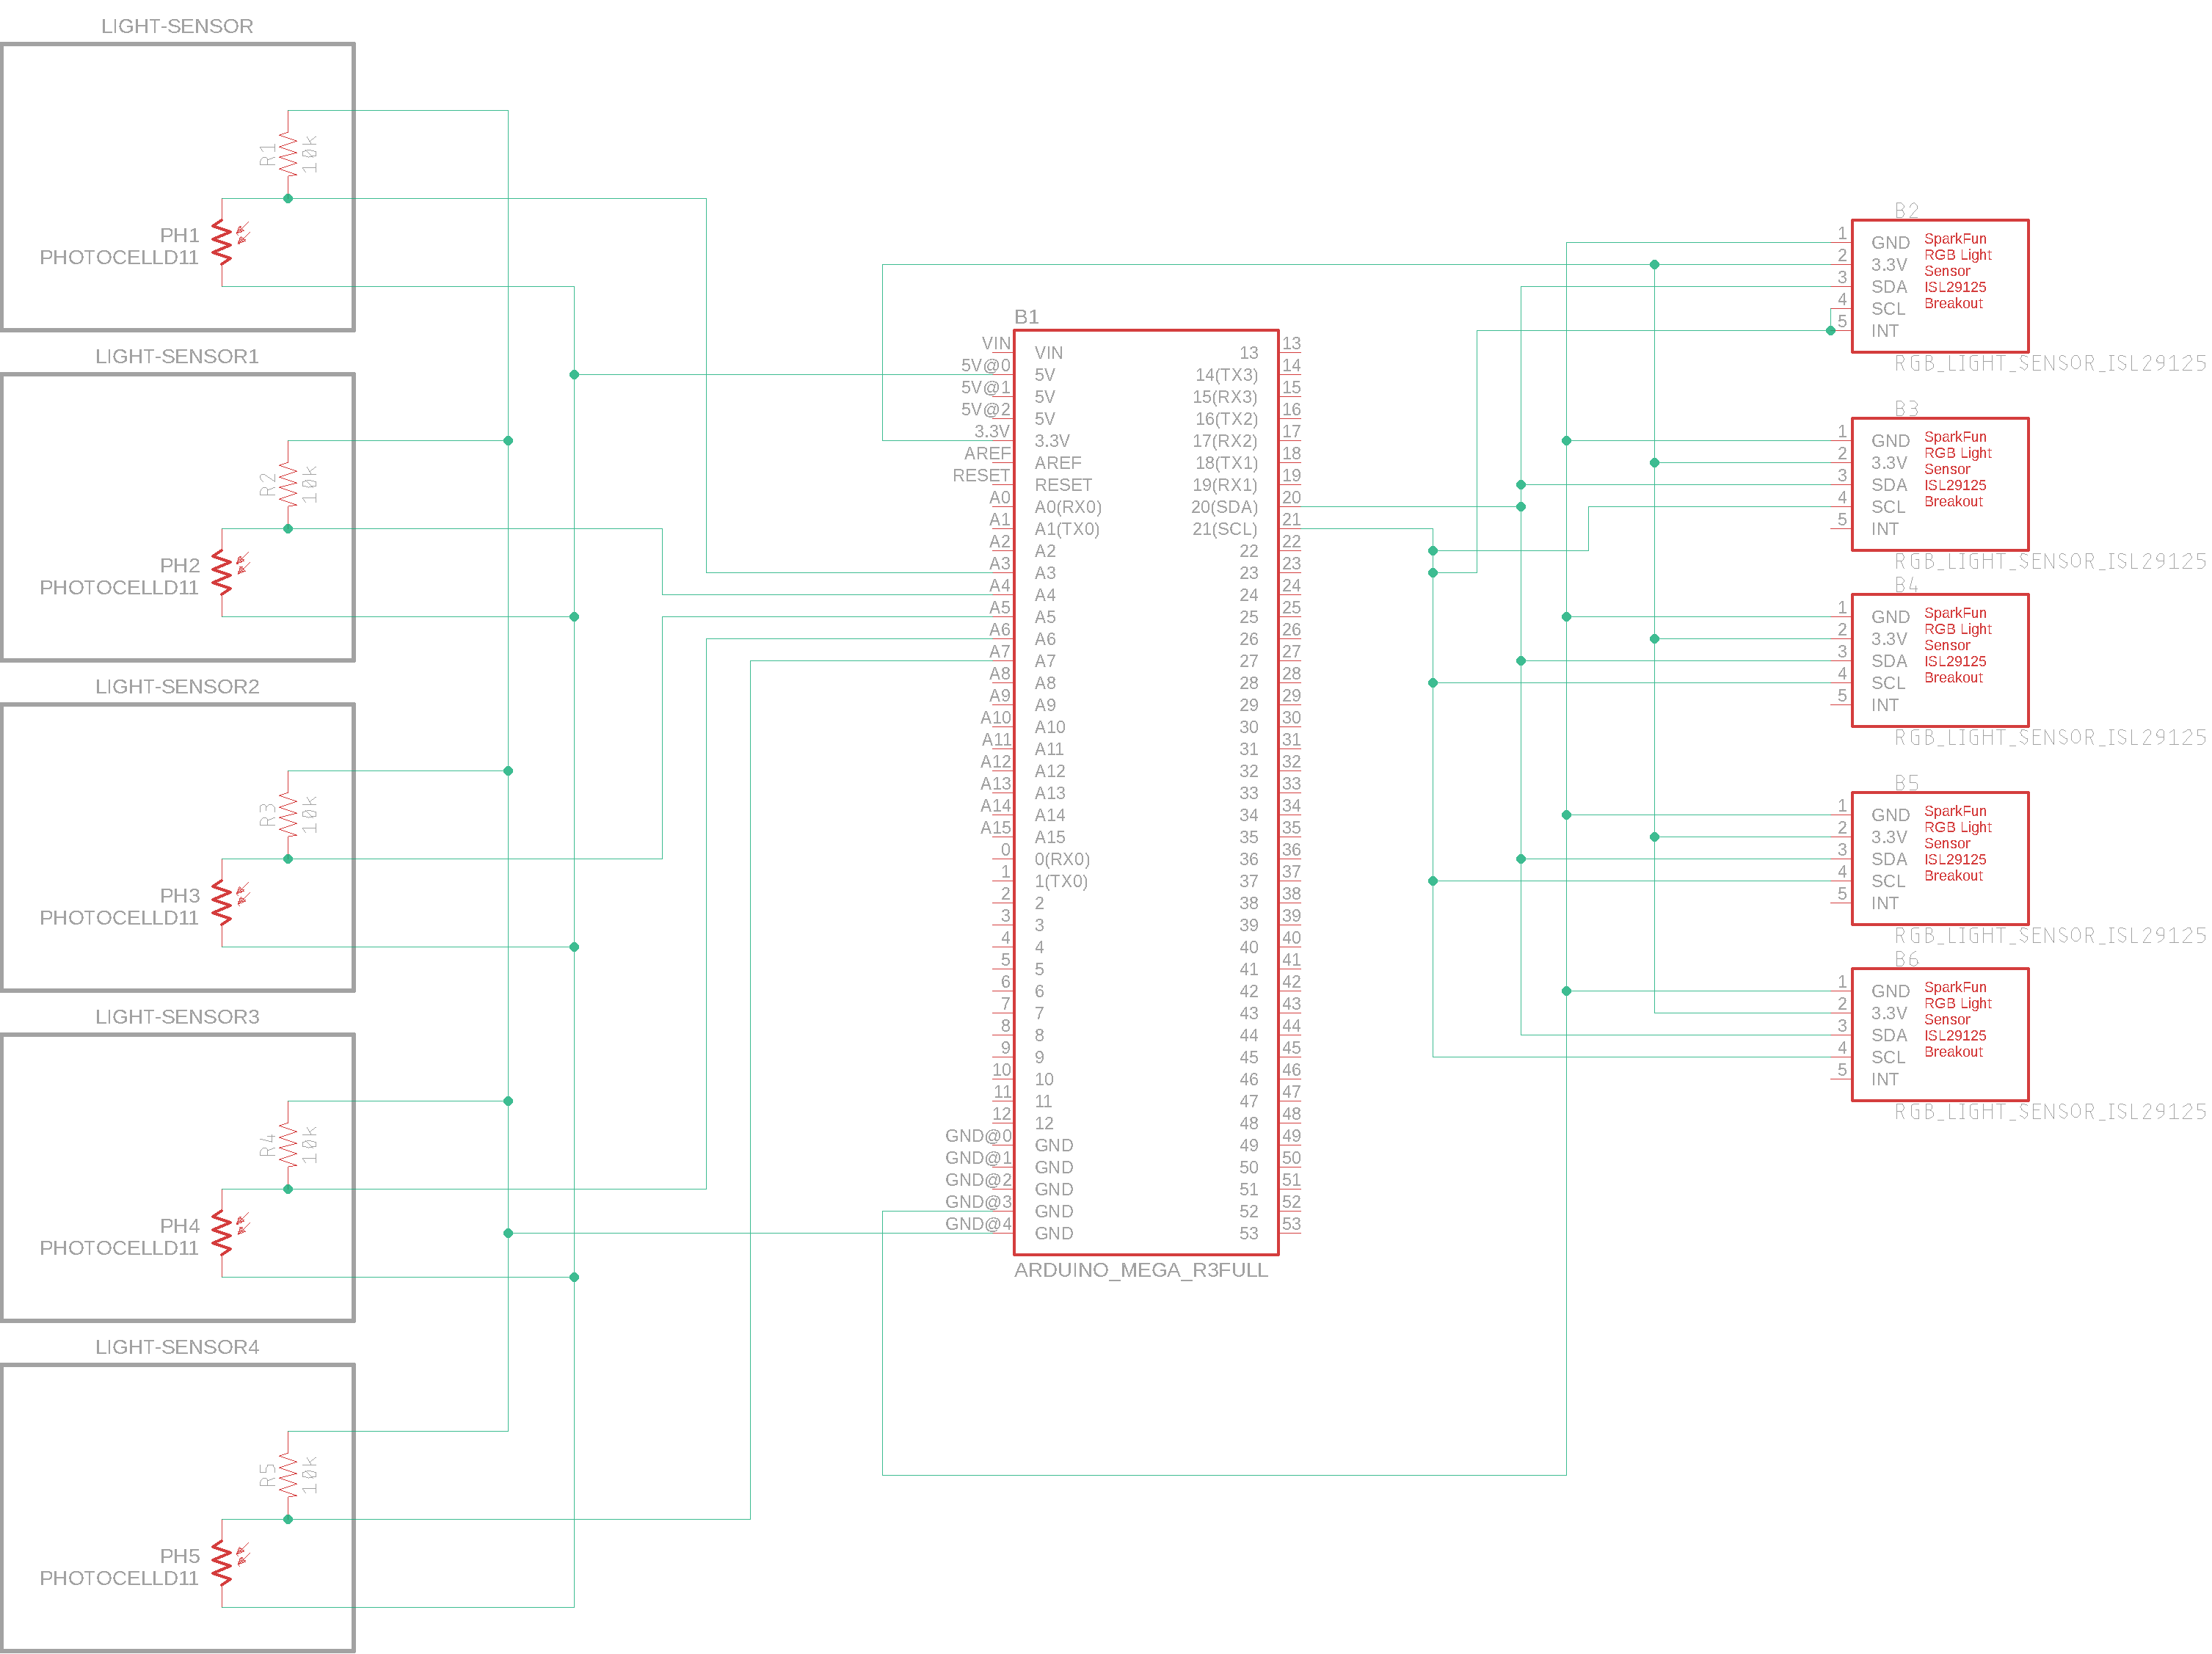 LIGHT-SENSOR
R1
10K
PH1
PHOTOCELLD11
LIGHT-SENSOR1
R2
10K
PH2
PHOTOCELLD11
LIGHT-SENSOR2
R3
10K
PH3
PHOTOCELLD11
LIGHT-SENSOR3
R4
10K
PH4
PHOTOCELLD11
LIGHT-SENSOR4
R5
10K
PH5
PHOTOCELLD11
B1
VIN VIN 13 13
5V@0 5V 14(TX3) 14
5V@1 5V 15(RX3) 15
5V@2 5V 16(TX2) 16
3.3V 3.3V 17(RX2) 17
AREF AREF 18(TX1) 18
RESET RESET 19(RX1) 19
A0 A0(RX0) 20(SDA) 20
A1 A1(TX0) 21(SCL) 21
A2 A2 22 22
A3 A3 23 23
A4 A4 24 24
A5 A5 25 25
A6 A6 26 26
A7 A7 27 27
A8 A8 28 28
A9 A9 29 29
A10 A10 30 30
A11 A11 31 31
A12 A12 32 32
A13 A13 33 33
A14 A14 34 34
A15 A15 35 35
0 0(RX0) 36 36
1 1(TX0) 37 37
2 2 38 38
3 3 39 39
4 4 40 40
5 5 41 41
6 6 42 42
7 7 43 43
8 8 44 44
9 9 45 45
10 10 46 46
11 11 47 47
12 12 48 48
GND@0 GND 49 49
GND@1 GND 50 50
GND@2 GND 51 51
GND@3 GND 52 52
GND@4 GND 53 53
ARDUINO_MEGA_R3FULL
B2
1 GND SparkFun
2 3.3V RGB Light
3 SDA Sensor
4 SCL ISL29125
5 INT Breakout
RGB_LIGHT_SENSOR_ISL29125
B3
1 GND SparkFun
2 3.3V RGB Light
3 SDA Sensor
4 SCL ISL29125
5 INT Breakout
RGB_LIGHT_SENSOR_ISL29125
B4
1 GND SparkFun
2 3.3V RGB Light
3 SDA Sensor
4 SCL ISL29125
5 INT Breakout
RGB_LIGHT_SENSOR_ISL29125
B5
1 GND SparkFun
2 3.3V RGB Light
3 SDA Sensor
4 SCL ISL29125
5 INT Breakout
RGB_LIGHT_SENSOR_ISL29125
B6
1 GND SparkFun
2 3.3V RGB Light
3 SDA Sensor
4 SCL ISL29125
5 INT Breakout
RGB_LIGHT_SENSOR_ISL29125